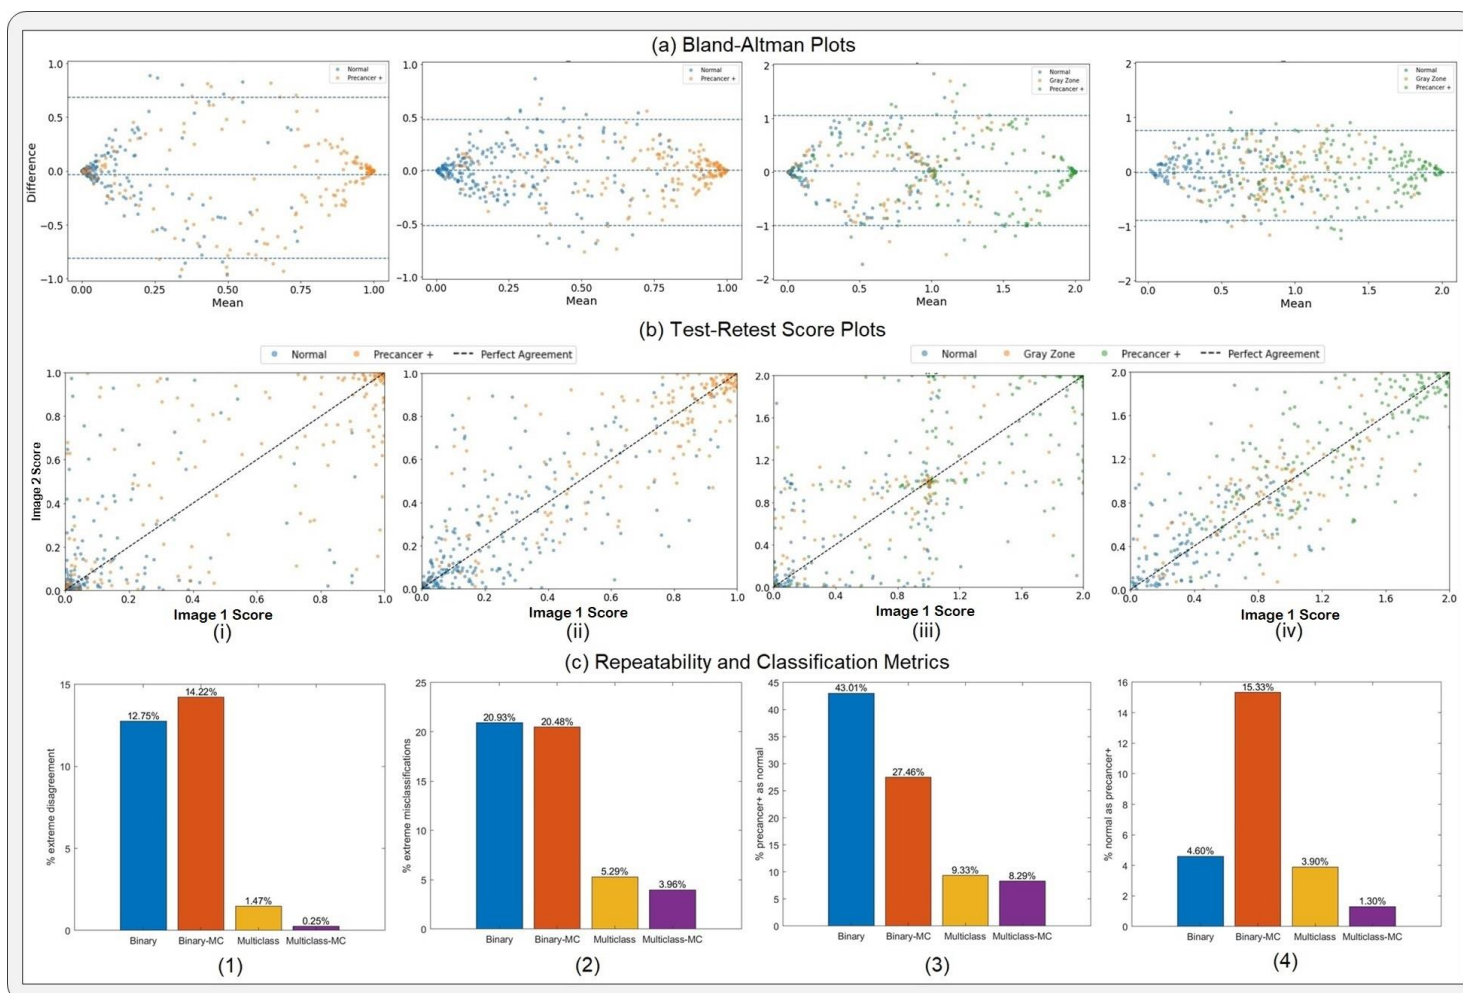 (a) Bland-Altman Plots
Normal
Precancer +
Normal
Precancer +
Normal
Gray Zone
Precancer +
Normal
Gray Zone
Precancer +
1.0
0.5
0.0
−0.5
−1.0
Difference
0.00 0.25 0.50 0.75 1.00
Mean
1.0
0.5
0.0
−0.5
−1.0
0.00 0.25 0.50 0.75 1.00
Mean
2
1
0
−1
−2
0.0 0.5 1.0 1.5 2.0
Mean
2
1
0
−1
−2
0.0 0.5 1.0 1.5 2.0
Mean
(b) Test-Retest Score Plots
Normal Precancer + Perfect Agreement
Normal Gray Zone Precancer + Perfect Agreement
1.0
0.8
0.6
0.4
0.2
0.0
Image 2 Score
0.0 0.2 0.4 0.6 0.8 1.0
Image 1 Score
(i)
1.0
0.8
0.6
0.4
0.2
0.0
0.0 0.2 0.4 0.6 0.8 1.0
Image 1 Score
(ii)
2.0
1.6
1.2
0.8
0.4
0.0
0.0 0.4 0.8 1.2 1.6 2.0
Image 1 Score
(iii)
2.0
1.6
1.2
0.8
0.4
0.0
0.0 0.4 0.8 1.2 1.6 2.0
Image 1 Score
(iv)
(c) Repeatability and Classification Metrics
15
10
5
0
% extreme disagreement
12.75%
14.22%
1.47%
0.25%
Binary Binary-MC Multiclass Multiclass-MC
(1)
25
20
15
10
5
0
% extreme misclassifications
20.93%
20.48%
5.29%
3.96%
Binary Binary-MC Multiclass Multiclass-MC
(2)
45
40
35
30
25
20
15
10
5
0
% precancer+ as normal
43.01%
27.46%
9.33%
8.29%
Binary Binary-MC Multiclass Multiclass-MC
(3)
16
14
12
10
8
6
4
2
0
% normal as precancer+
4.60%
15.33%
3.90%
1.30%
Binary Binary-MC Multiclass Multiclass-MC
(4)